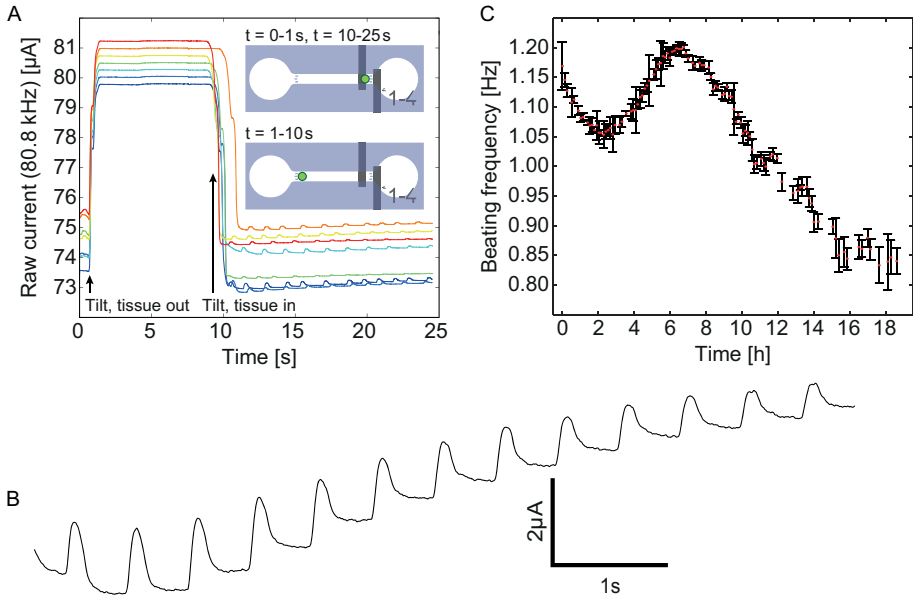 A
Raw current (80.8 kHz) [µA]
81
80
79
78
77
76
75
74
73
t = 0-1s, t = 10-25s
1-4
t = 1-10s
1-4
Tilt, tissue out
Tilt, tissue in
0
5
10
15
20
25
Time [s]
C
Beating frequency [Hz]
1.20
1.15
1.10
1.05
1.00
0.95
0.90
0.85
0.80
0
2
4
6
8
10
12
14
16
18
Time [h]
B
2µA
1s